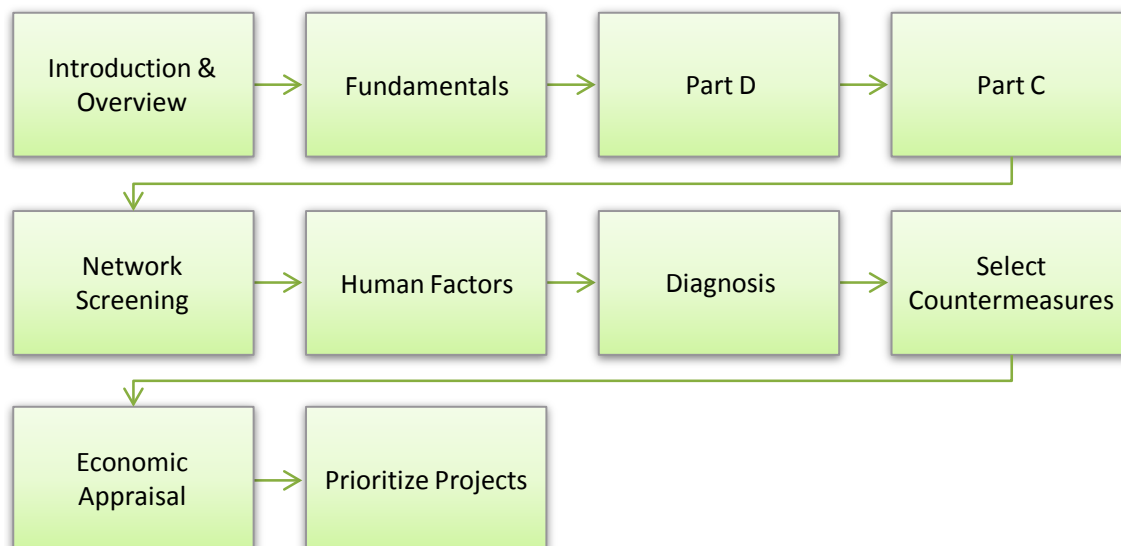 Introduction &
Overview
Fundamentals
Part D
Part C
Network
Screening
Human Factors
Diagnosis
Select
Countermeasures
Economic
Appraisal
Prioritize Projects